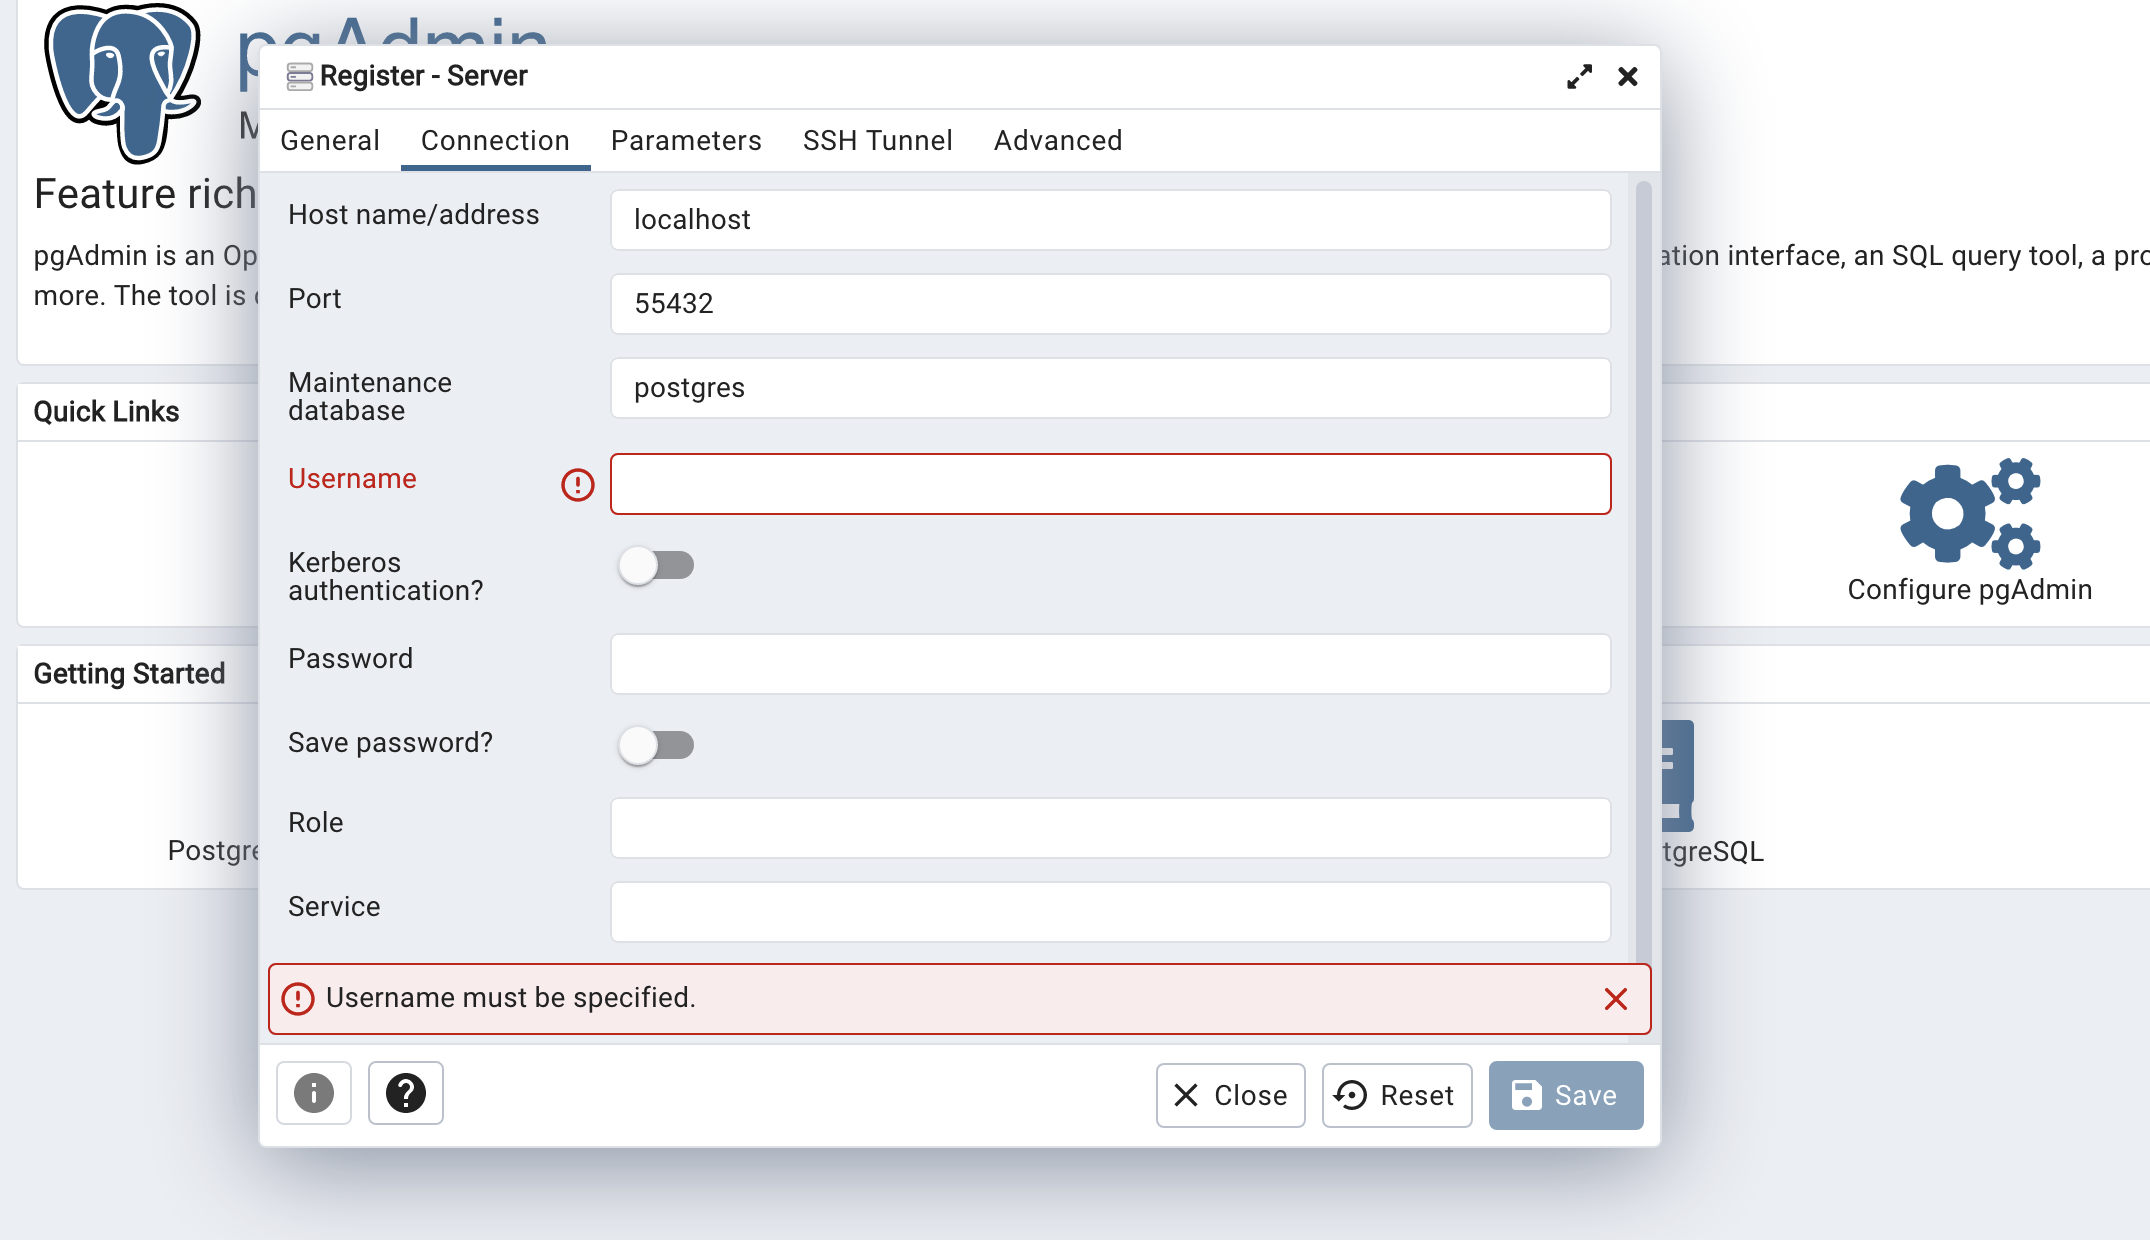 pgAdmin
Register - Server
General Connection Parameters SSH Tunnel Advanced
Feature rich
pgAdmin is an Op
ation interface, an SQL query tool, a pro
more. The tool is
Host name/address
localhost
Port
55432
Maintenance
database
postgres
Quick Links
Username
Kerberos
authentication?
Configure pgAdmin
Password
Getting Started
Save password?
Role
Postgre
tgreSQL
Service
Username must be specified.
Close
Reset
Save